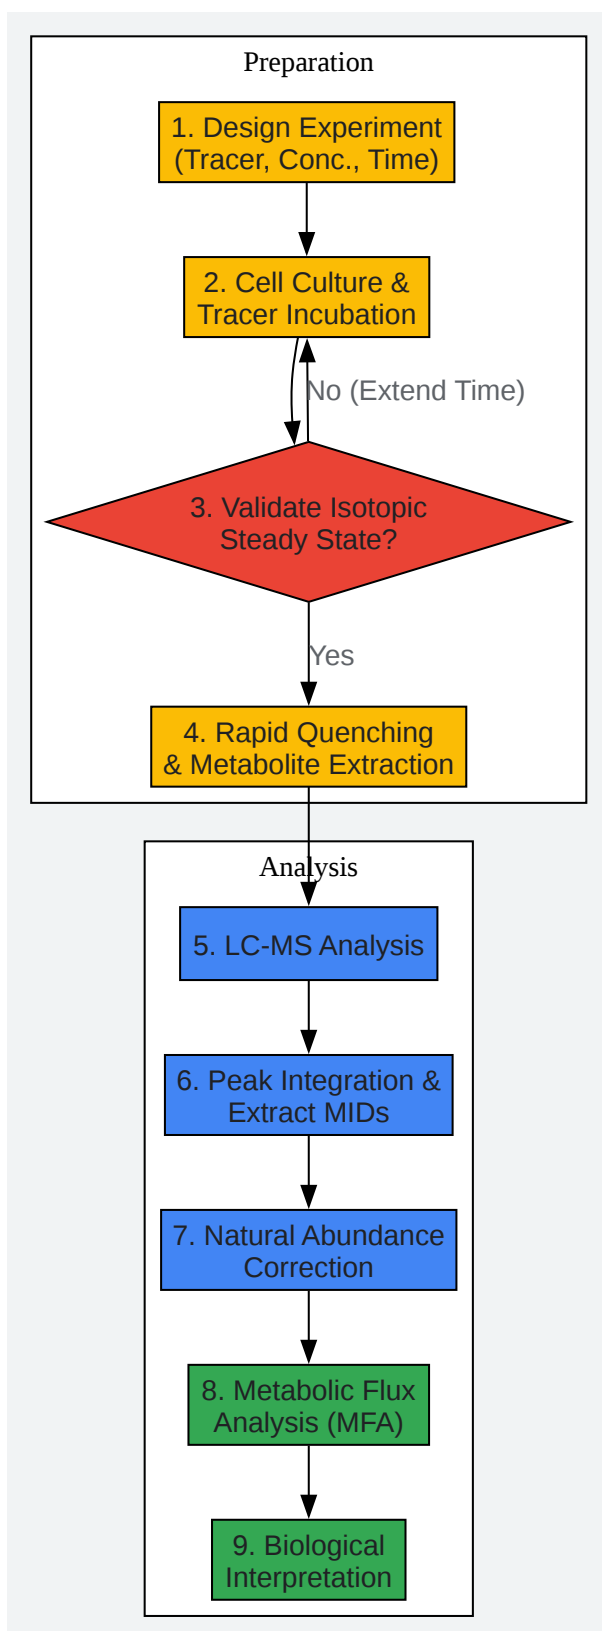 Preparation
1. Design Experiment
(Tracer, Conc., Time)
2. Cell Culture &
Tracer Incubation
No (Extend Time)
3. Validate Isotopic
Steady State?
Yes
4. Rapid Quenching
& Metabolite Extraction
Analysis
5. LC-MS Analysis
6. Peak Integration &
Extract MIDs
7. Natural Abundance
Correction
8. Metabolic Flux
Analysis (MFA)
9. Biological
Interpretation